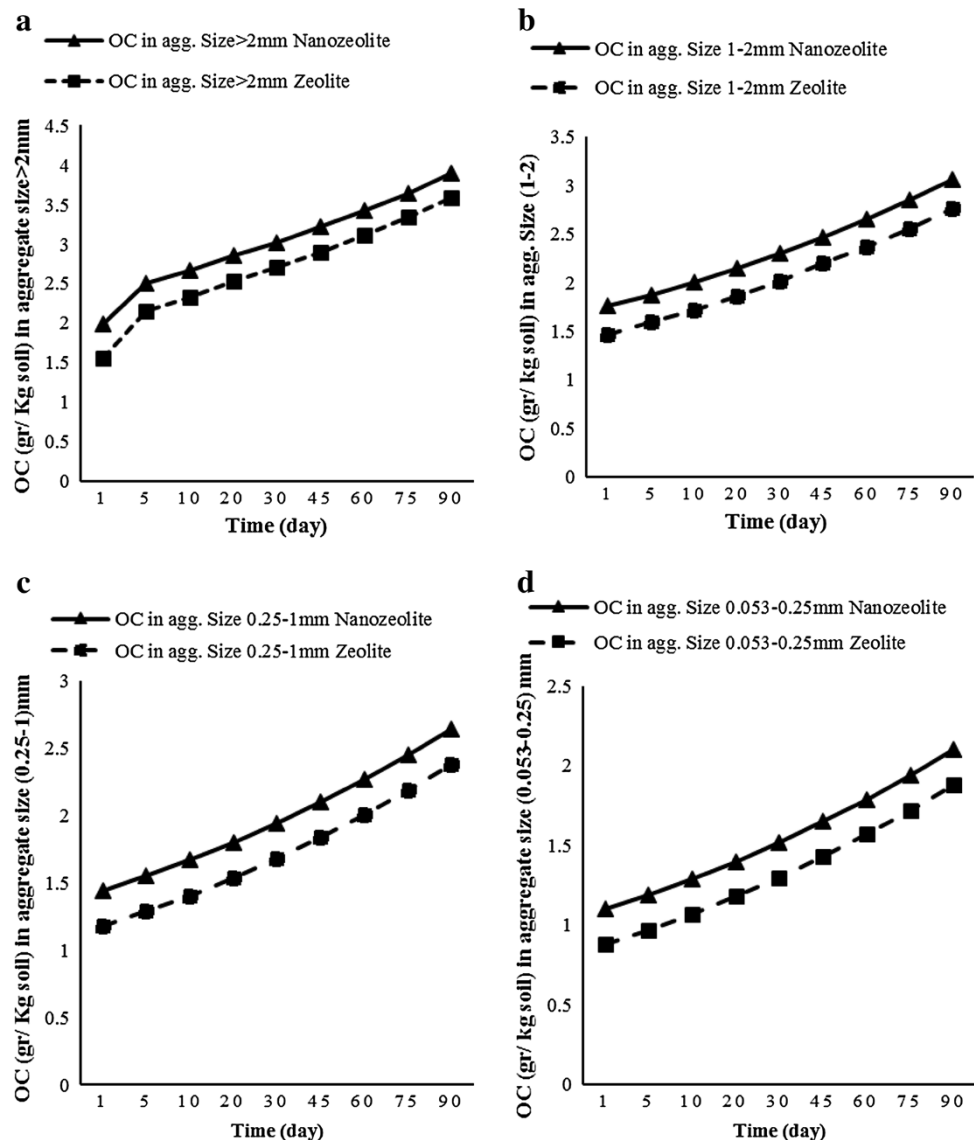 a
OC in agg. Size>2mm Nanozeolite
OC in agg. Size>2mm Zeolite
OC (gr/ Kg soil) in aggregate size>2mm
4.5
4
3.5
3
2.5
2
1.5
1
0.5
0
1 5 10 20 30 45 60 75 90
Time (day)
b
OC in agg. Size 1-2mm Nanozeolite
OC in agg. Size 1-2mm Zeolite
OC (gr/ kg soil) in agg. Size (1-2)
3.5
3
2.5
2
1.5
1
0.5
0
1 5 10 20 30 45 60 75 90
Time (day)
c
OC in agg. Size 0.25-1mm Nanozeolite
OC in agg. Size 0.25-1mm Zeolite
OC (gr/ Kg soil) in aggregate size (0.25-1)mm
3
2.5
2
1.5
1
0.5
0
1 5 10 20 30 45 60 75 90
Time (day)
d
OC in agg. Size 0.053-0.25mm Nanozeolite
OC in agg. Size 0.053-0.25mm Zeolite
OC (gr/ kg soil) in aggregate size (0.053-0.25) mm
2.5
2
1.5
1
0.5
0
1 5 10 20 30 45 60 75 90
Time (day)